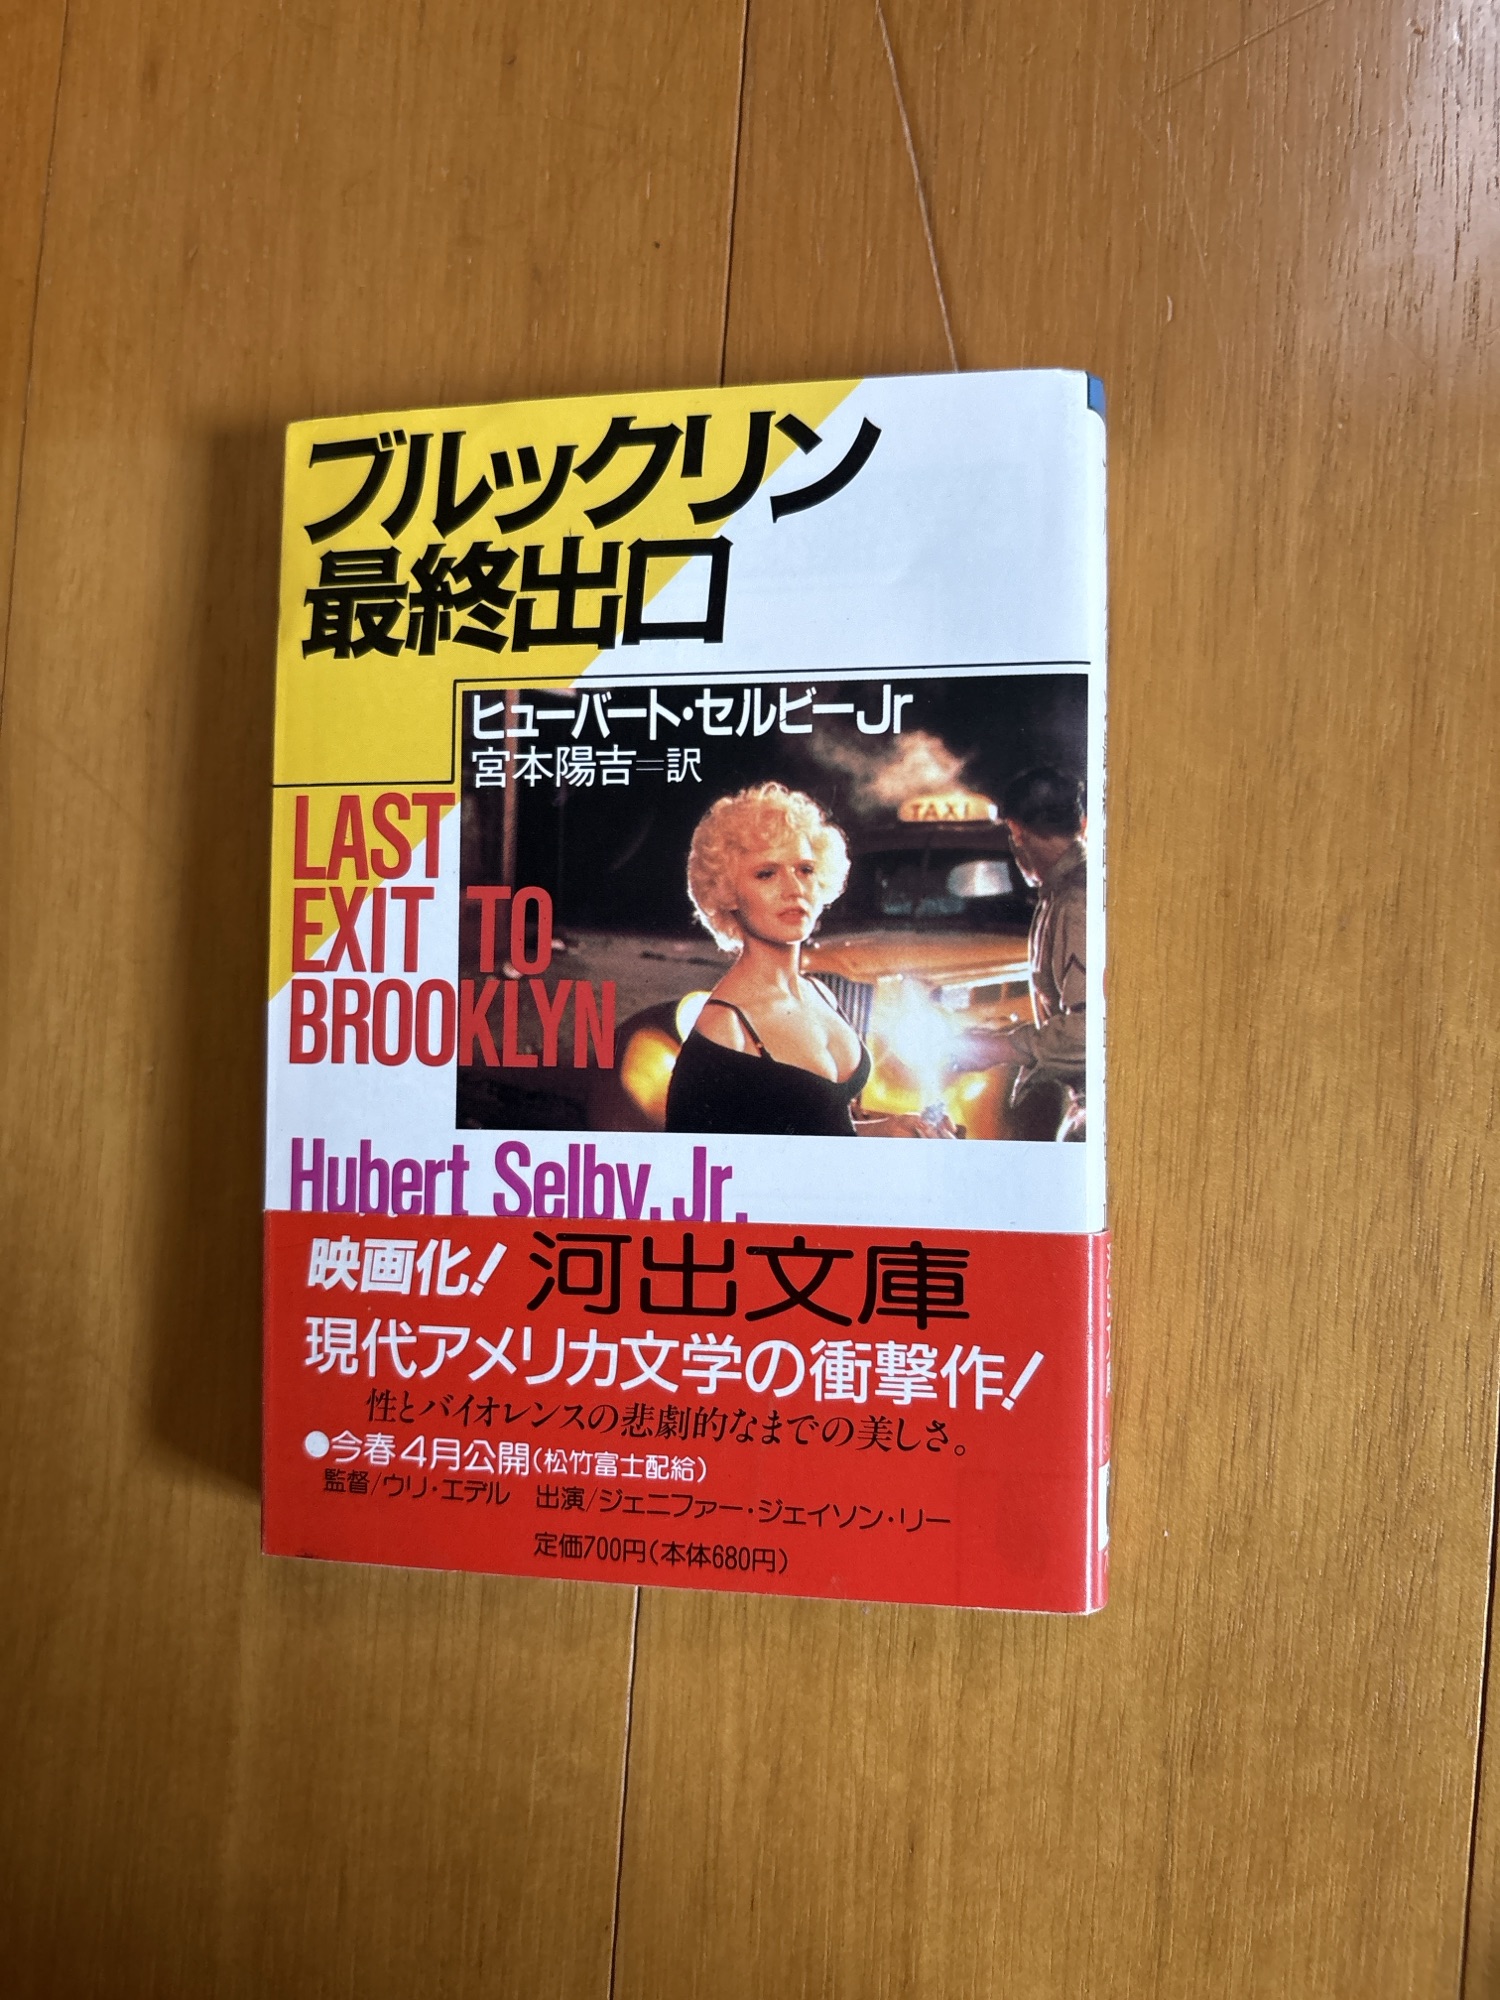 ブルックリン
最終出口
ヒューバート・セルビーJr
宮本陽吉=訳
TAXI
LAST
EXIT TO
BROOKLYN
Hubert Selby, Jr.
映画化! 河出文庫
現代アメリカ文学の衝撃作!
性とバイオレンスの悲劇的なまでの美しさ。
●今春4月公開(松竹富士配給)
監督/ウリ・エデル 出演/ジェニファー・ジェイソン・リー
定価700円(本体680円)